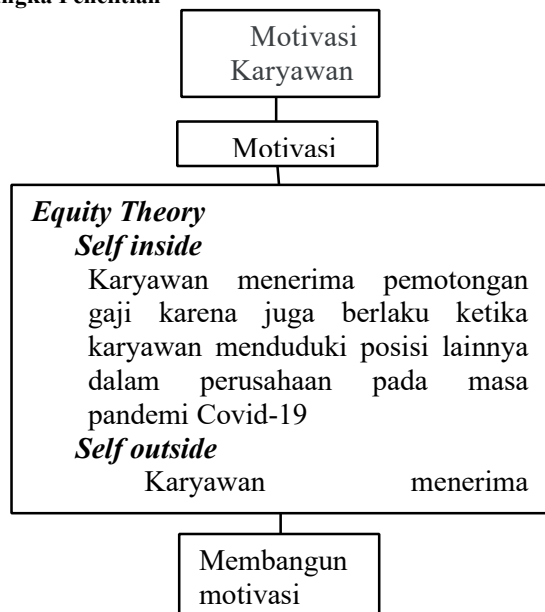 Penelitian
Motivasi
Karyawan
Motivasi
Equity Theory
Self inside
Karyawan menerima pemotongan
gaji karena juga berlaku ketika
karyawan menduduki posisi lainnya
dalam perusahaan pada masa
pandemi Covid-19
Self outside
Karyawan menerima
Membangun
motivasi